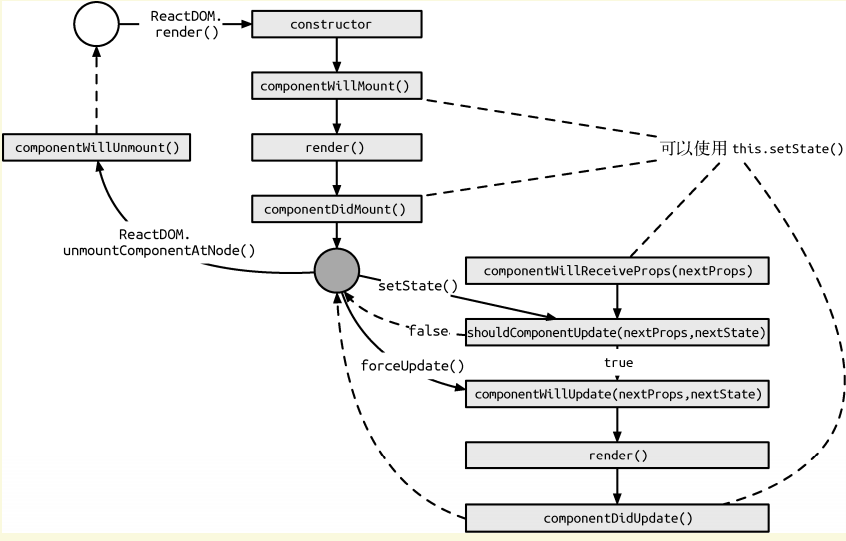 ReactDOM.
render()
constructor
componentWillMount()
componentWillUnmount()
render()
可以使用 this.setState()
componentDidMount()
ReactDOM.
unmountComponentAtNode()
componentWillReceiveProps(nextProps)
setState()
false
shouldComponentUpdate(nextProps,nextState)
true
forceUpdate()
componentWillUpdate(nextProps,nextState)
render()
componentDidUpdate()